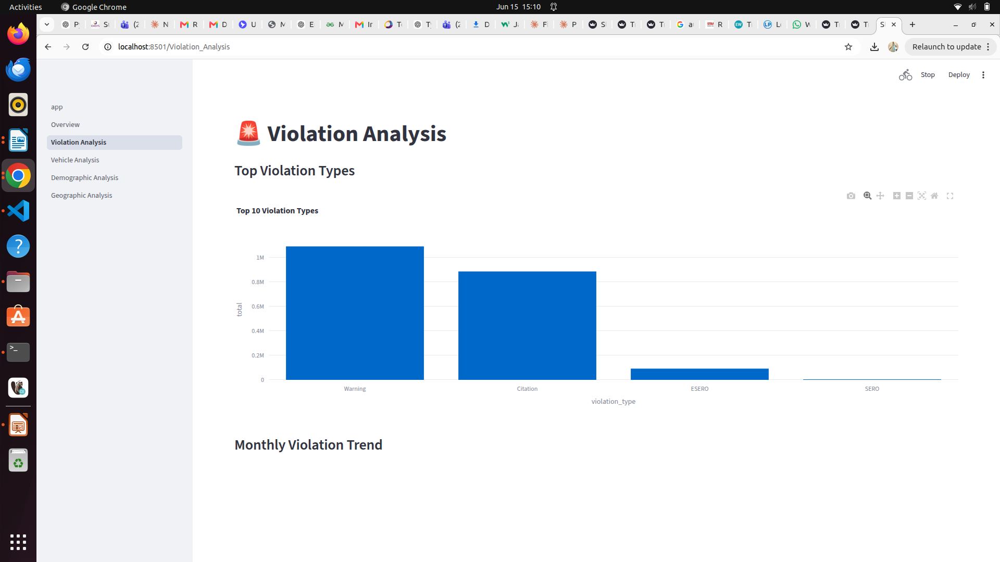 Activities
Google Chrome
Jun 15 15:10
localhost:8501/Violation_Analysis
Relaunch to update
Stop
Deploy
app
Overview
Violation Analysis
Vehicle Analysis
Demographic Analysis
Geographic Analysis
Violation Analysis
Top Violation Types
Top 10 Violation Types
1M
0.8M
0.6M
0.4M
0.2M
0
total
Warning
Citation
ESERO
SERO
violation_type
Monthly Violation Trend